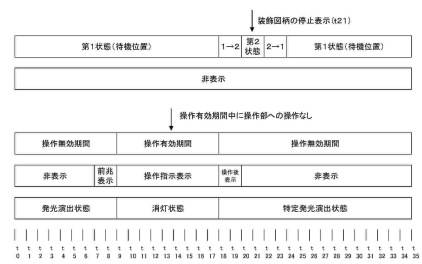 装飾図柄の停止表示(t21)
第1状態(待機位置) 1→2 第2状態 2→1 第1状態(待機位置)
非表示
操作有効期間中に操作部への操作なし
操作無効期間 操作有効期間 操作無効期間
非表示 前兆表示 操作指示表示 操作後表示 非表示
発光演出状態 消灯状態 特定発光演出状態
t t t t t t t t t t t t t t t t t t t t t t t t t t t t t t t t t t t t
0 1 2 3 4 5 6 7 8 9 10 11 12 13 14 15 16 17 18 19 20 21 22 23 24 25 26 27 28 29 30 31 32 33 34 35